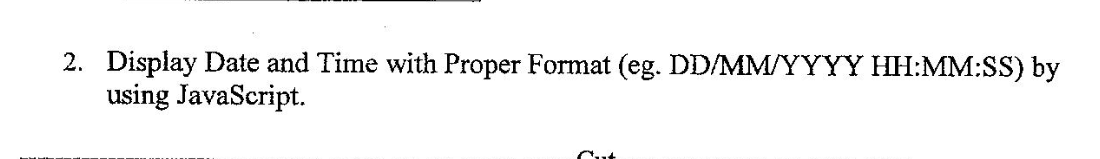 2. Display Date and Time with Proper Format (eg. DD/MM/YYYY HH:MM:SS) by
using JavaScript.
Cut